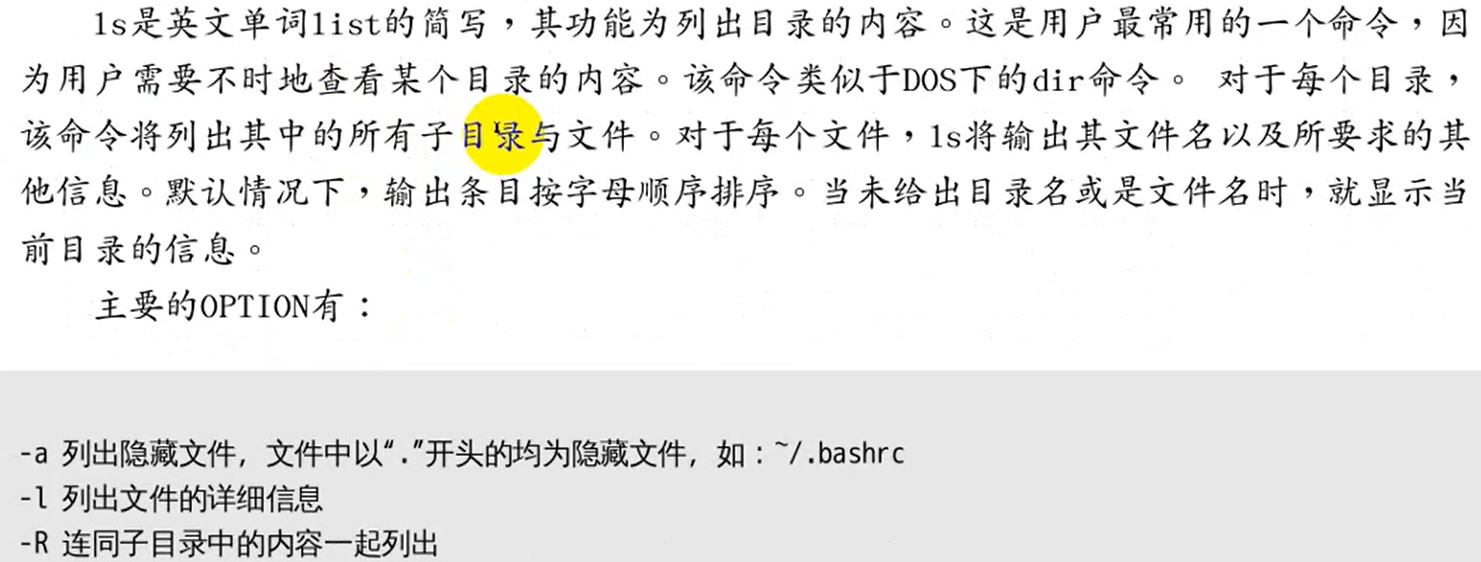 ls是英文单词list的简写，其功能为列出目录的内容。这是用户最常用的一个命令，因
为用户需要不时地查看某个目录的内容。该命令类似于DOS下的dir命令。 对于每个目录，
该命令将列出其中的所有子目录与文件。对于每个文件，ls将输出其文件名以及所要求的其
他信息。默认情况下，输出条目按字母顺序排序。当未给出目录名或是文件名时，就显示当
前目录的信息。
主要的OPTION有：
-a 列出隐藏文件，文件中以“.”开头的均为隐藏文件，如：~/.bashrc
-l 列出文件的详细信息
-R 连同子目录中的内容一起列出